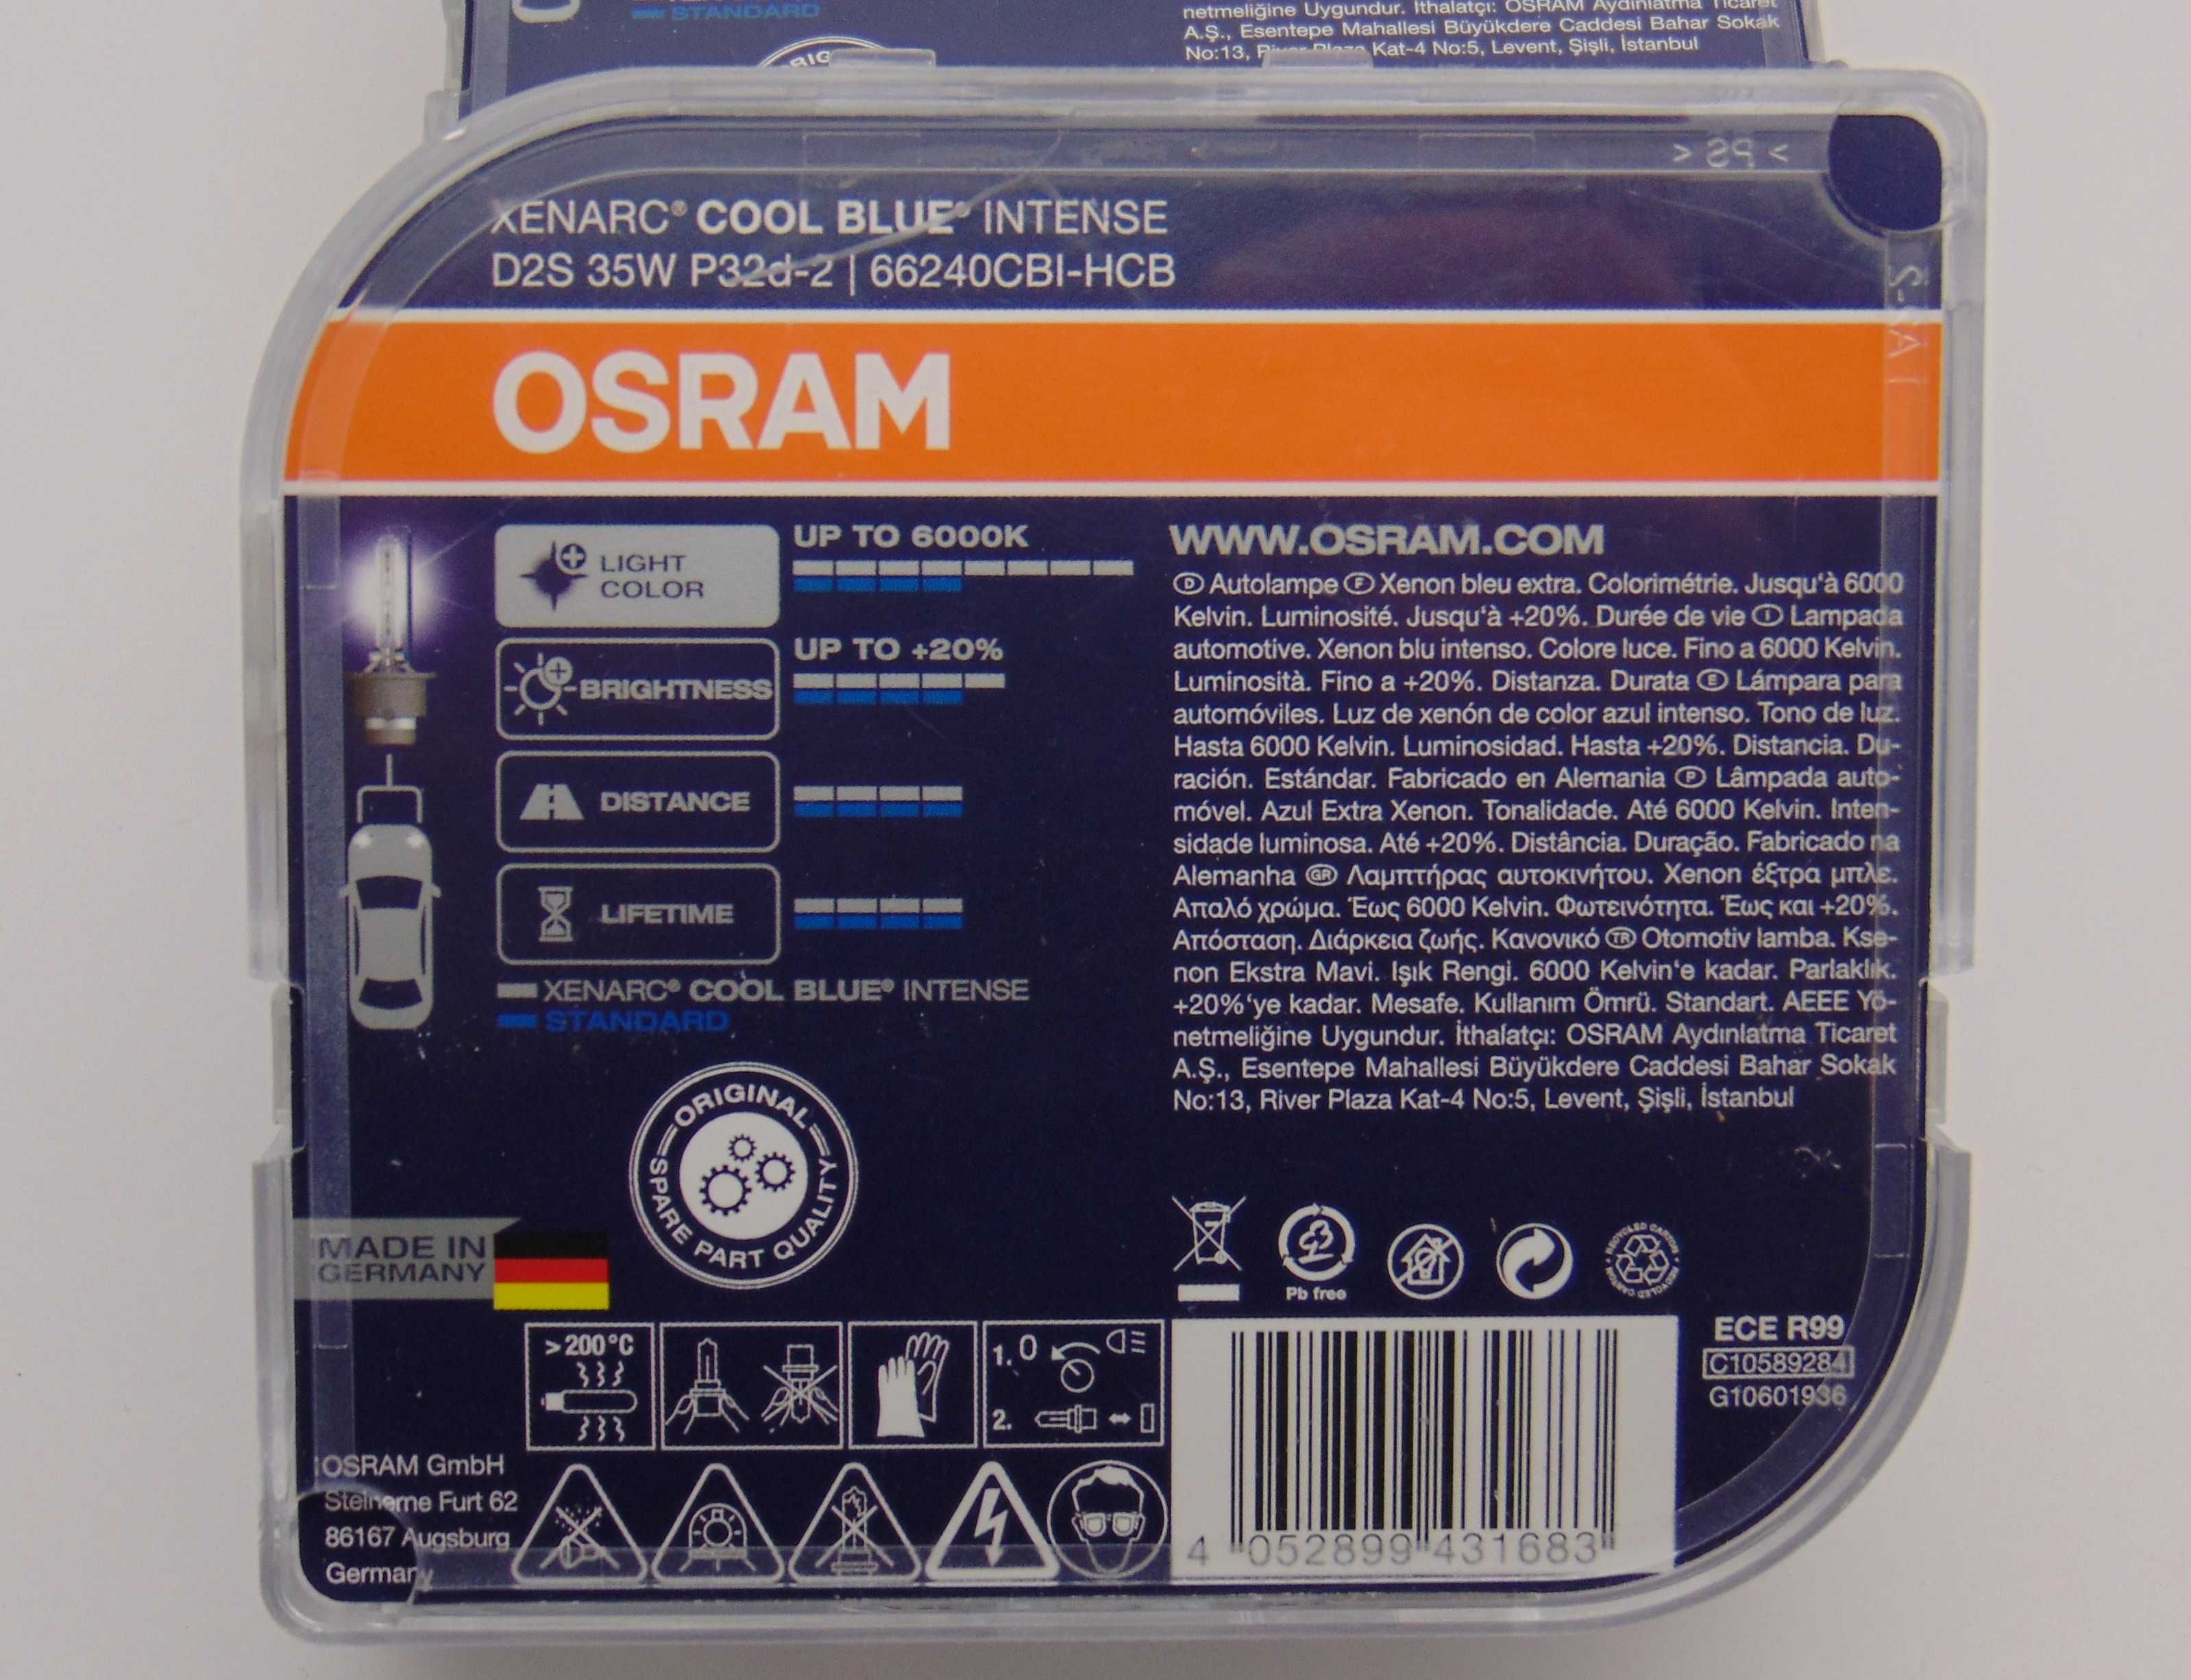 STANDARD
netmeliğine Uygundur. İthalatçı: OSRAM Aydınlatma Ticaret
A.Ş., Esentepe Mahallesi Büyükdere Caddesi Bahar Sokak
No:13, River Plaza Kat-4 No:5, Levent, Şişli, İstanbul
> PS <
XENARC® COOL BLUE® INTENSE
D2S 35W P32d-2 | 66240CBI-HCB
OSRAM
LIGHT
COLOR
UP TO 6000K
BRIGHTNESS
UP TO +20%
DISTANCE
LIFETIME
XENARC® COOL BLUE® INTENSE
STANDARD
ORIGINAL
SPARE PART QUALITY
MADE IN
GERMANY
WWW.OSRAM.COM
Ⓓ Autolampe Ⓕ Xenon bleu extra. Colorimétrie. Jusqu‘à 6000
Kelvin. Luminosité. Jusqu‘à +20%. Durée de vie Ⓘ Lampada
automotive. Xenon blu intenso. Colore luce. Fino a 6000 Kelvin.
Luminosità. Fino a +20%. Distanza. Durata Ⓔ Lámpara para
automóviles. Luz de xenón de color azul intenso. Tono de luz.
Hasta 6000 Kelvin. Luminosidad. Hasta +20%. Distancia. Du-
ración. Estándar. Fabricado en Alemania Ⓟ Lâmpada auto-
móvel. Azul Extra Xenon. Tonalidade. Até 6000 Kelvin. Inten-
sidade luminosa. Até +20%. Distância. Duração. Fabricado na
Alemanha GR Λαμπτήρας αυτοκινήτου. Xenon έξτρα μπλε.
Απαλό χρώμα. Έως 6000 Kelvin. Φωτεινότητα. Έως και +20%.
Απόσταση. Διάρκεια ζωής. Κανονικό TR Otomotiv lamba. Kse-
non Ekstra Mavi. Işık Rengi. 6000 Kelvin‘e kadar. Parlaklık.
+20%‘ye kadar. Mesafe. Kullanım Ömrü. Standart. AEEE Yö-
netmeliğine Uygundur. İthalatçı: OSRAM Aydınlatma Ticaret
A.Ş., Esentepe Mahallesi Büyükdere Caddesi Bahar Sokak
No:13, River Plaza Kat-4 No:5, Levent, Şişli, İstanbul
Pb free
RECYCLED CARTON • RECYCLED CARTON •
>200°C
1. 0
2.
ECE R99
C10589284
G10601936
OSRAM GmbH
Steinerne Furt 62
86167 Augsburg
Germany
4 052899 431683